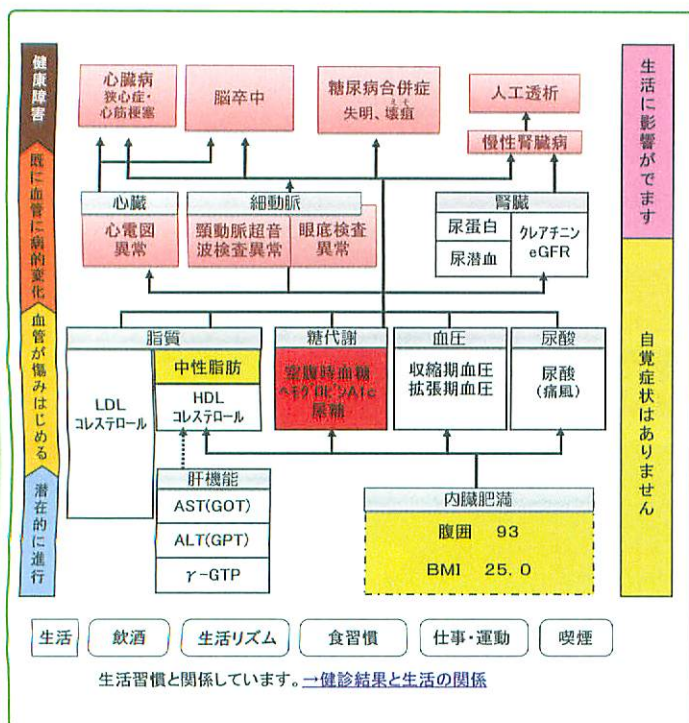 健康障害
既に血管に病的変化
血管が傷みはじめる
潜在的に進行
心臓病
狭心症・
心筋梗塞
脳卒中
糖尿病合併症
失明、壊疽
えそ
人工透析
慢性腎臓病
心臓
心電図
異常
細動脈
頸動脈超音
波検査異常
眼底検査
異常
腎臓
尿蛋白
尿潜血
クレアチニン
eGFR
脂質
LDL
コレステロール
中性脂肪
HDL
コレステロール
糖代謝
空腹時血糖
ヘモグロビンA1c
尿糖
血圧
収縮期血圧
拡張期血圧
尿酸
尿酸
(痛風)
肝機能
AST(GOT)
ALT(GPT)
γ-GTP
内臓肥満
腹囲 93
BMI 25.0
生活に影響がでます
自覚症状はありません
生活
飲酒
生活リズム
食習慣
仕事・運動
喫煙
生活習慣と関係しています。→健診結果と生活の関係